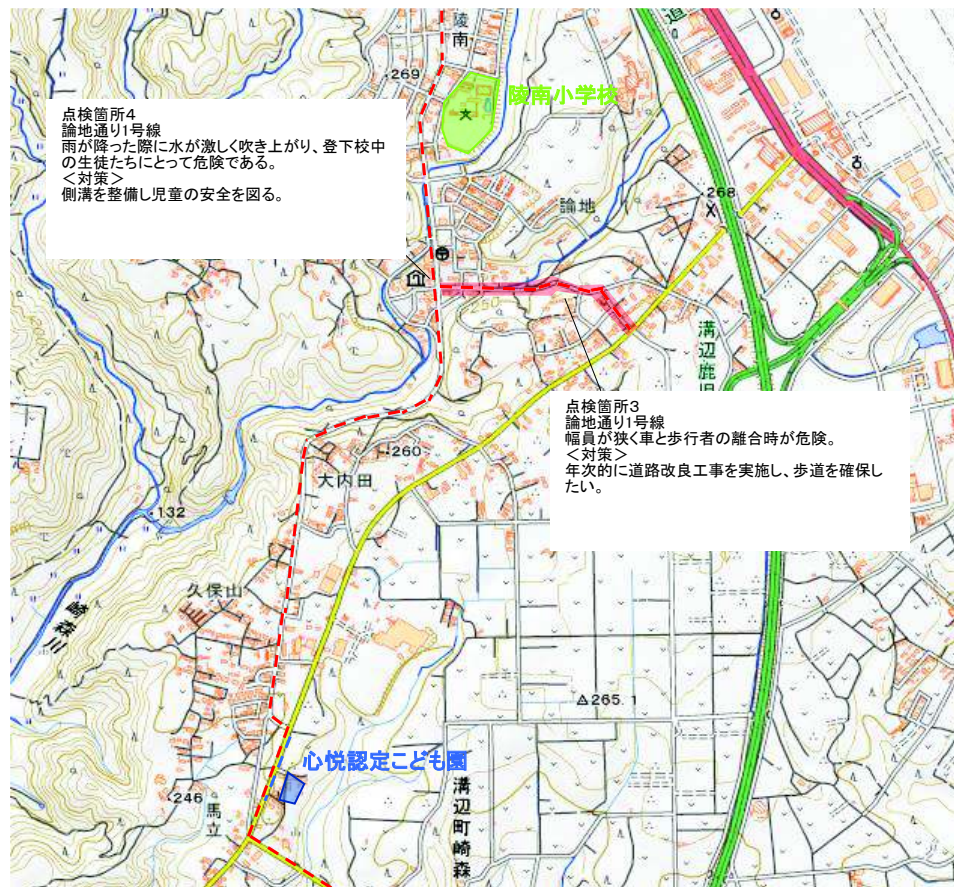 陵南
道
・269
陵南小学校
点検箇所4
論地通り1号線
雨が降った際に水が激しく吹き上がり、登下校中
の生徒たちにとって危険である。
<対策>
側溝を整備し児童の安全を図る。
論地
・268
溝辺鹿児
点検箇所3
論地通り1号線
幅員が狭く車と歩行者の離合時が危険。
<対策>
年次的に道路改良工事を実施し、歩道を確保し
たい。
・260
大内田
・132
久保山
崎森川
△265.1
心悦認定こども園
・246
馬立
溝辺町崎森